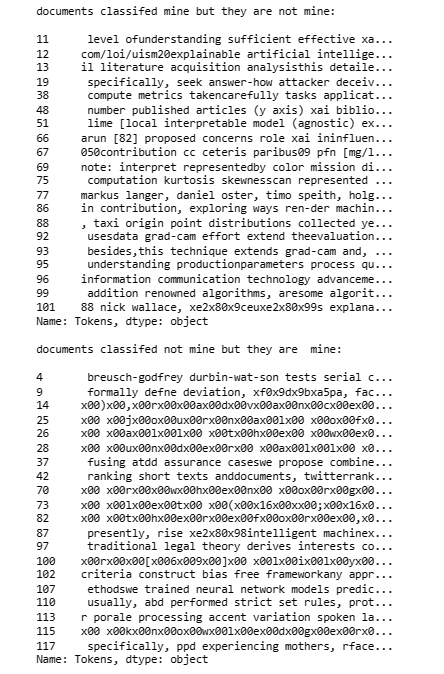 documents classifed mine but they are not mine:
11 level ofunderstanding sufficient effective xa...
12 com/loi/uism20explainable artificial intellige...
13 il literature acquisition analysisthis detaile...
19 specifically, seek answer-how attacker deceiv...
38 compute metrics takencarefully tasks applicat...
48 number published articles (y axis) xai biblio...
51 lime [local interpretable model (agnostic) ex...
66 arun [82] proposed concerns role xai ininfluen...
67 050contribution cc ceteris paribus09 pfn [mg/l...
69 note: interpret representedby color mission di...
75 computation kurtosis skewnesscan represented ...
77 markus langer, daniel oster, timo speith, holg...
86 in contribution, exploring ways ren-der machin...
88 , taxi origin point distributions collected ye...
92 usesdata grad-cam effort extend theevaluation...
93 besides,this technique extends grad-cam and, ...
95 understanding productionparameters process qu...
96 information communication technology advanceme...
99 addition renowned algorithms, aresome algorit...
101 88 nick wallace, xe2x80x9ceuxe2x80x99s explana...
Name: Tokens, dtype: object
documents classifed not mine but they are  mine:
4 breusch-godfrey durbin-wat-son tests serial c...
9 formally defne deviation, xf0x9dx9bxa5pa, fac...
14 x00)x00,x00rx00x00ax00dx00vx00ax00nx00cx00ex00...
25 x00 x00jx00ox00ux00rx00nx00ax00lx00 x00ox00fx0...
26 x00 x00ax00lx00lx00 x00tx00hx00ex00 x00wx00ex0...
28 x00 x00ux00nx00dx00ex00rx00 x00ax00lx00lx00 x0...
37 fusing atdd assurance caseswe propose combine...
42 ranking short texts anddocuments, twitterrank...
70 x00 x00rx00x00wx00hx00ex00nx00 x00ox00rx00gx00...
73 x00 x00lx00ex00tx00 x00(x00x16x00xx00;x00x16x0...
82 x00 x00tx00hx00ex00rx00ex00fx00ox00rx00ex00,x0...
87 presently, rise xe2x80x98intelligent machinex...
97 traditional legal theory derives interests co...
100 x00rx00x00[x006x009x00]x00 x00lx00ix00lx00yx00...
102 criteria construct bias free frameworkany appr...
107 ethodswe trained neural network models predic...
110 usually, abd performed strict set rules, prot...
113 r porale processing accent variation spoken la...
115 x00 x00kx00nx00ox00wx00lx00ex00dx00gx00ex00rx0...
117 specifically, ppd experiencing mothers, rface...
Name: Tokens, dtype: object